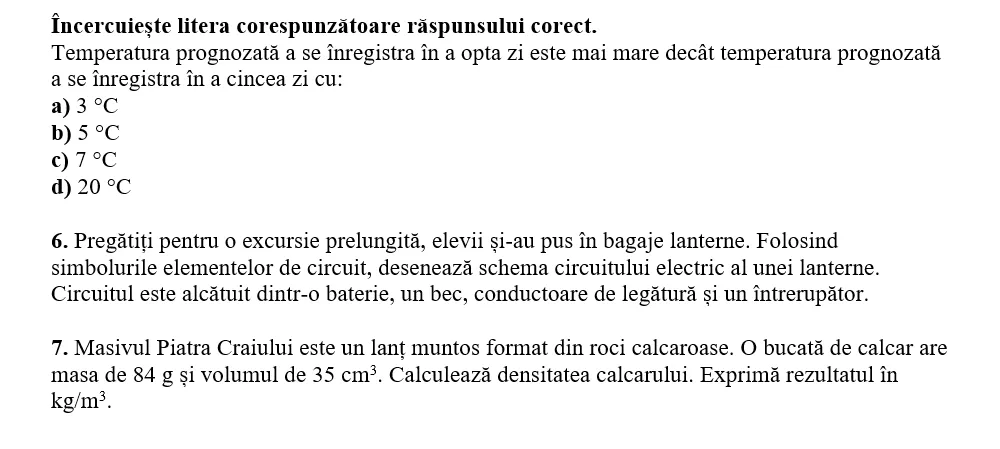 Încercuiește litera corespunzătoare răspunsului corect.
Temperatura prognozată a se înregistra în a opta zi este mai mare decât temperatura prognozată
a se înregistra în a cincea zi cu:
a) 3 °C
b) 5 °C
c) 7 °C
d) 20 °C
6. Pregătiți pentru o excursie prelungită, elevii și-au pus în bagaje lanterne. Folosind
simbolurile elementelor de circuit, desenează schema circuitului electric al unei lanterne.
Circuitul este alcătuit dintr-o baterie, un bec, conductoare de legătură și un întrerupător.
7. Masivul Piatra Craiului este un lanț muntos format din roci calcaroase. O bucată de calcar are
masa de 84 g și volumul de 35 cm³. Calculează densitatea calcarului. Exprimă rezultatul în
kg/m³.